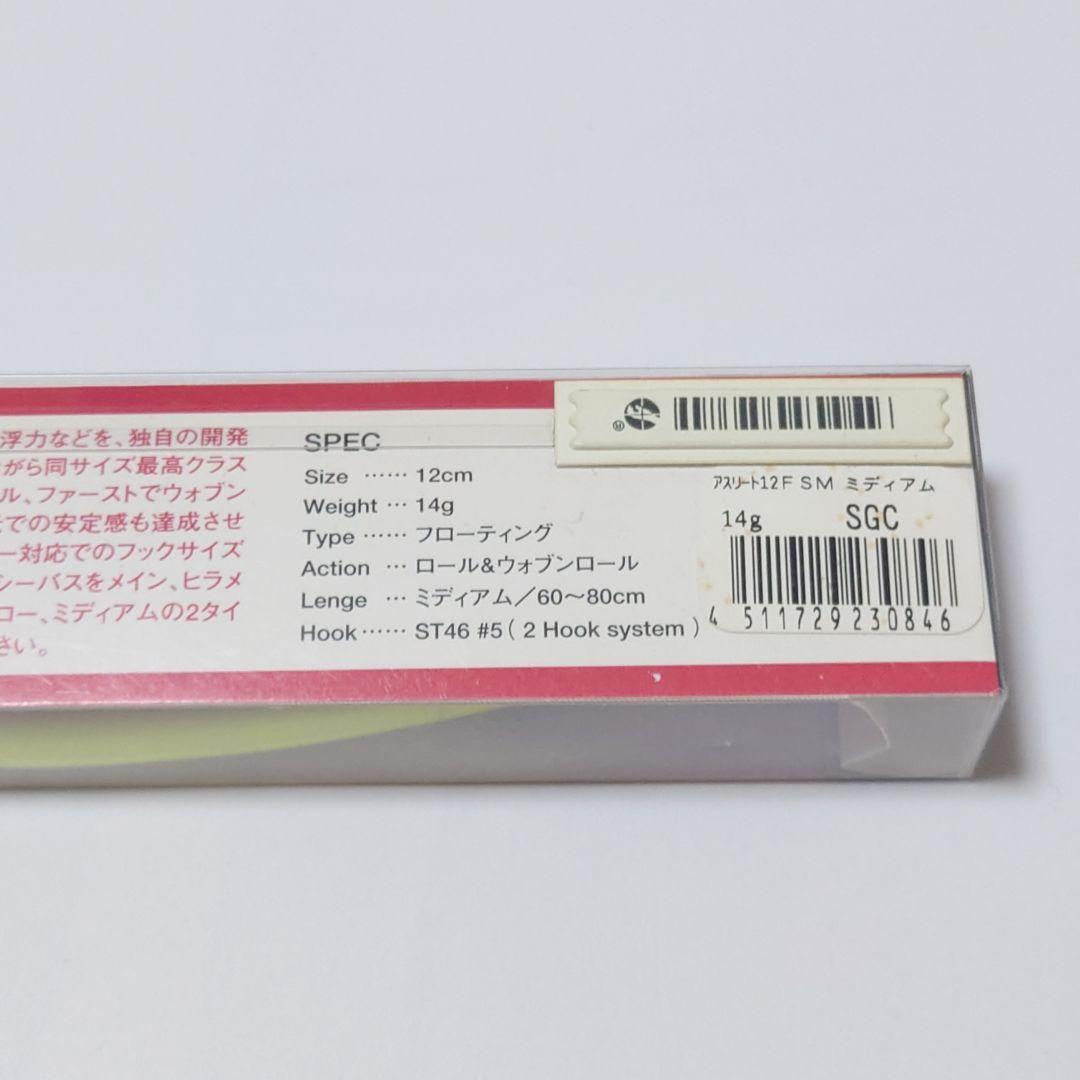 浮力などを、独自の開発
がら同サイズ最高クラス
ル、ファーストでウォブン
での安定感も達成させ
ー対応でのフックサイズ
シーバスをメイン、ヒラメ
ロー、ミディアムの2タイ
さい。
SPEC
Size …… 12cm
Weight … 14g
Type …… フローティング
Action … ロール&ウォブンロール
Lenge … ミディアム／60〜80cm
Hook …… ST46 #5 ( 2 Hook system )
ｱｽﾘｰﾄ12F SM ミディアム
14g SGC
4 511729 230846